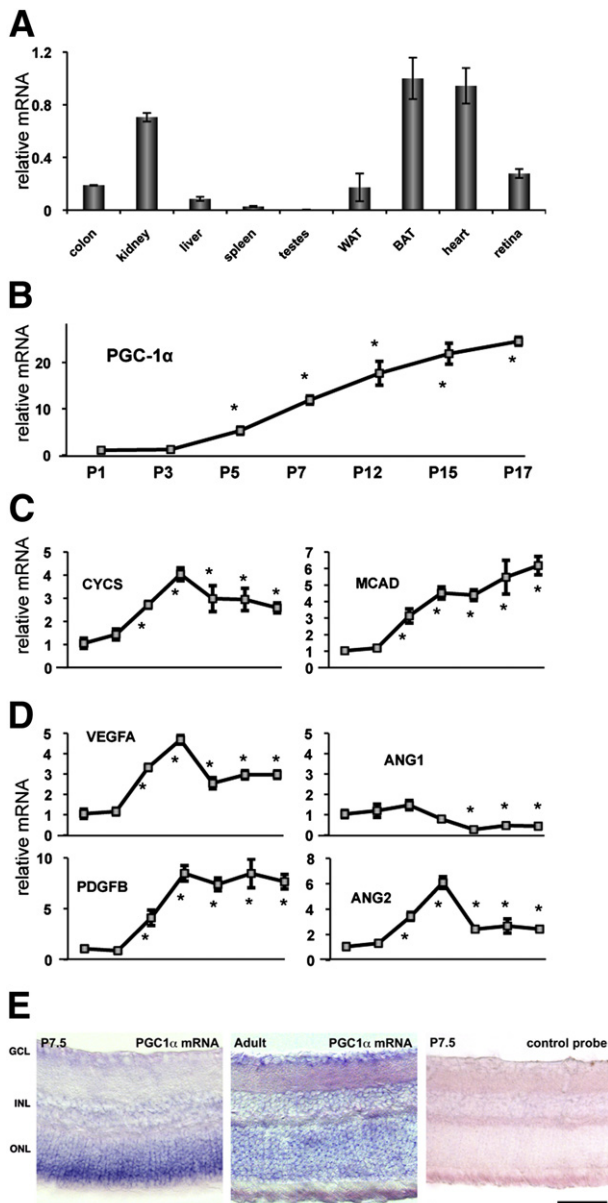 A
relative mRNA
1.2
0.8
0.4
0
colon kidney liver spleen testes WAT BAT heart retina
B
relative mRNA
PGC-1α
20
10
0
* * * * *
P1 P3 P5 P7 P12 P15 P17
C
relative mRNA
CYCS
5
4
3
2
1
0
* * * * *
MCAD
7
6
5
4
3
2
1
0
* * * * *
D
relative mRNA
VEGFA
5
4
3
2
1
0
* * * * *
ANG1
5
4
3
2
1
0
* * *
PDGFB
10
5
0
* * * * *
ANG2
8
6
4
2
0
* * * * *
E
P7.5 PGC1α mRNA
Adult PGC1α mRNA
P7.5 control probe
GCL
INL
ONL